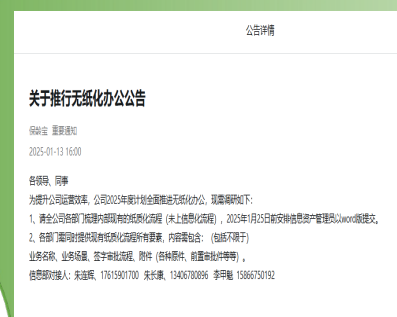 公告详情
关于推行无纸化办公公告
保龄宝 重要通知
2025-01-13 16:00
各领导、同事
为提升公司运营效率，公司2025年度计划全面推进无纸化办公，现需调研如下：
1、请全公司各部门梳理内部现有的纸质化流程（未上信息化流程），2025年1月25日前安排信息资产管理员以word版提交。
2、各部门需同时提供现有纸质化流程所有要素，内容需包含：（包括不限于）
业务名称、业务场景、签字审批流程、附件（各种原件、前置审批件等等）。
信息部对接人：朱连辉、17615901700 朱长康、13406780896 李甲魁 15866750192